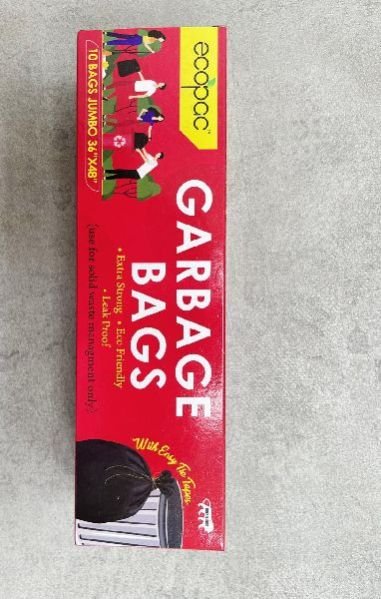 ecopac
10 BAGS JUMBO 36"X48"
GARBAGE
BAGS
• Extra Strong • Eco Friendly
• Leak Proof
(use for solid waste managment only)
With Easy Tie Tapes